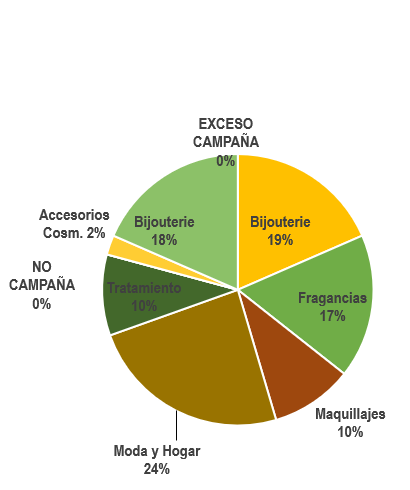 EXCESO
CAMPAÑA
0%
Bijouterie
19%
Fragancias
17%
Maquillajes
10%
Moda y Hogar
24%
Tratamiento
10%
NO
CAMPAÑA
0%
Accesorios
Cosm. 2%
Bijouterie
18%